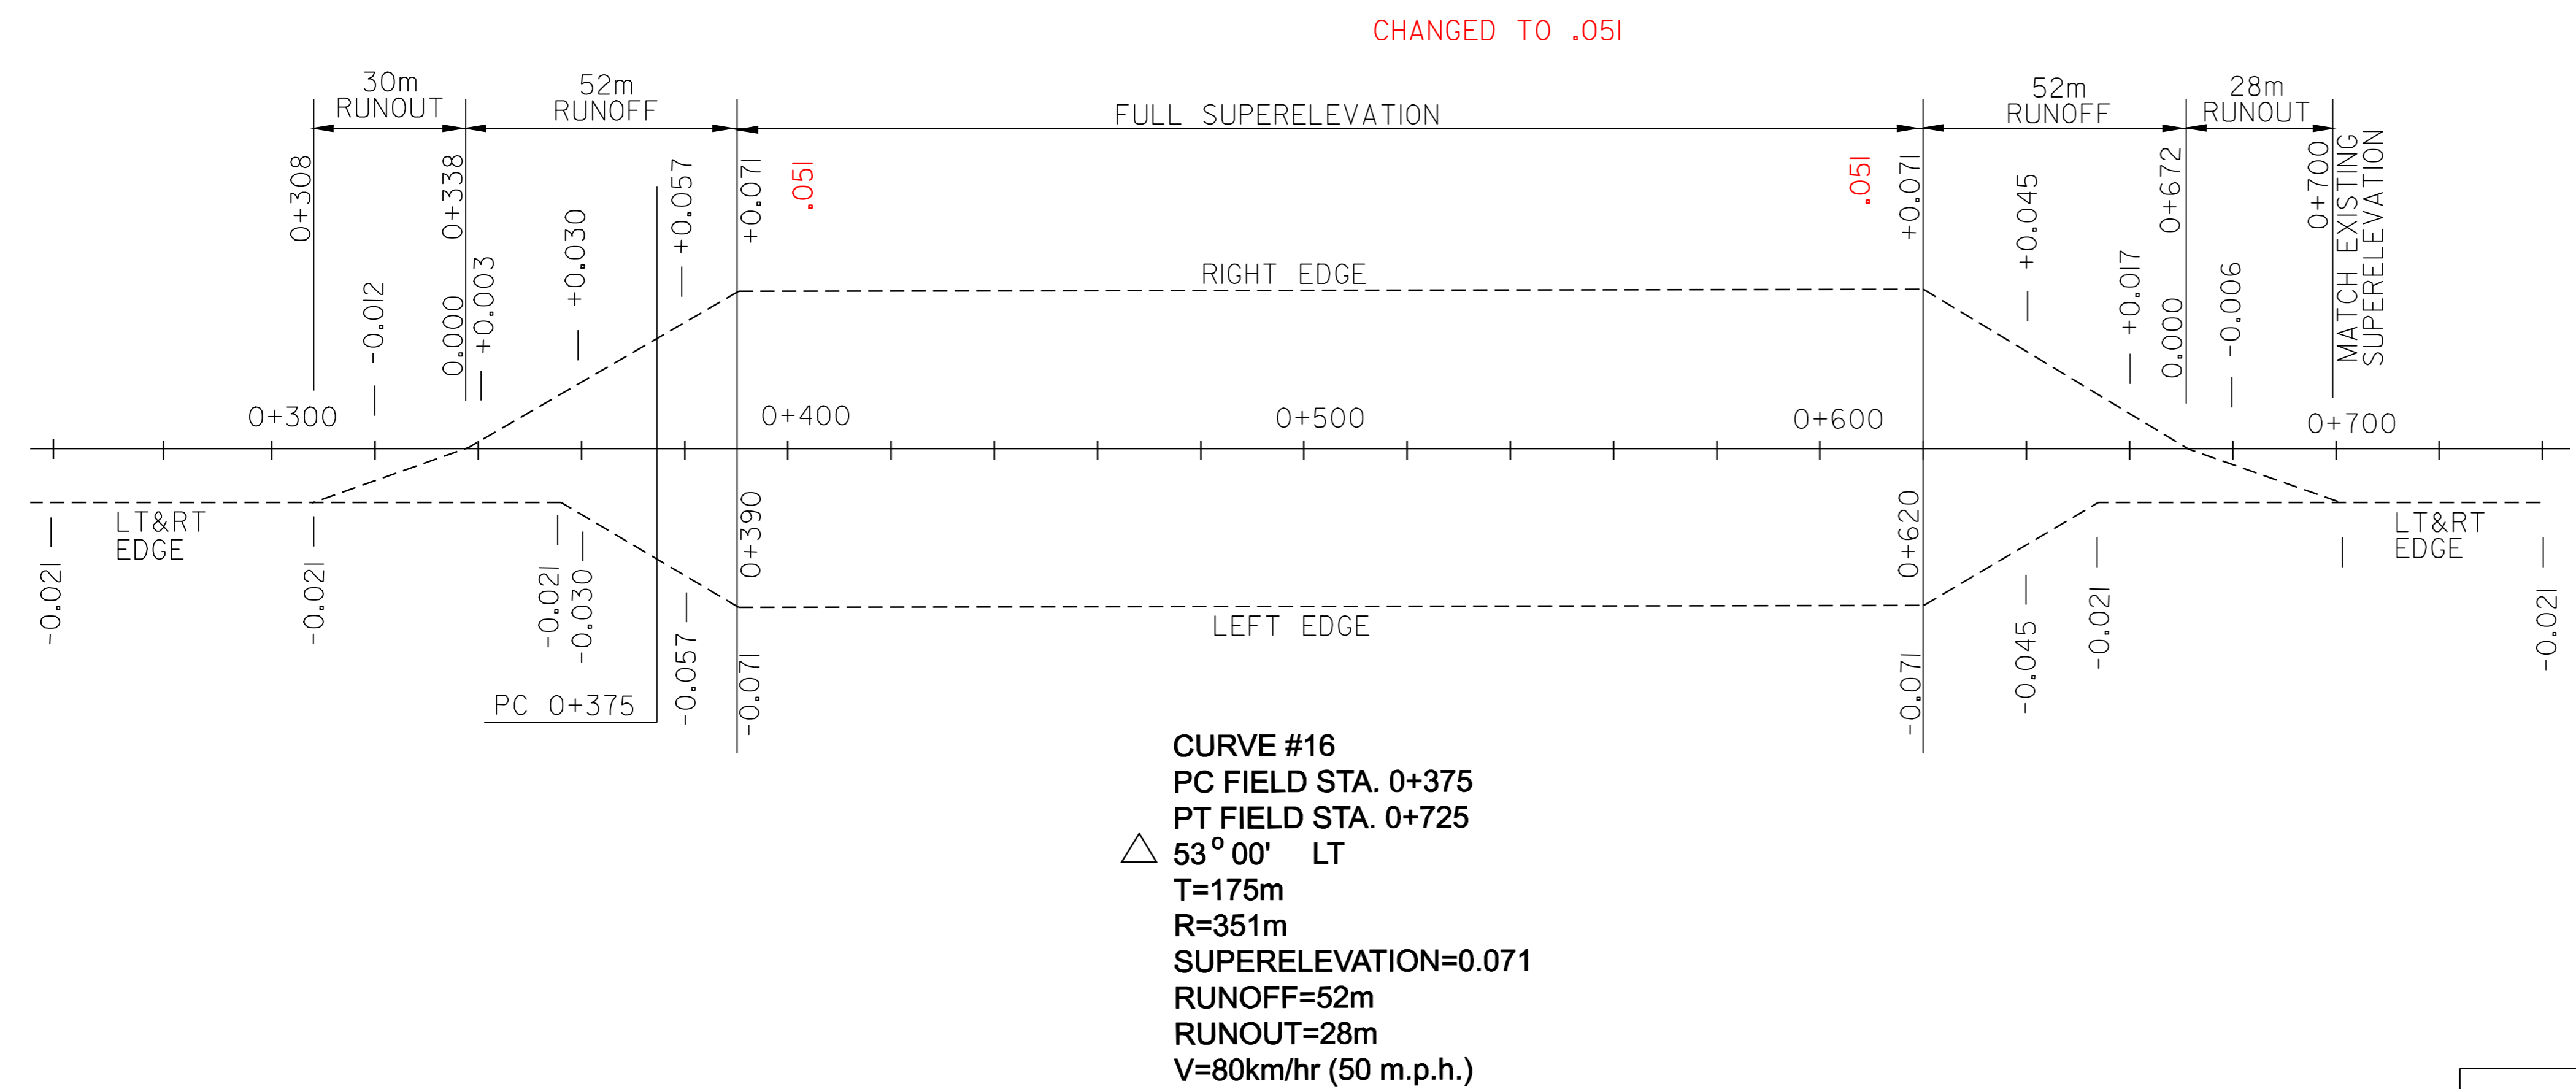 CHANGED TO .051
30m
RUNOUT
52m
RUNOFF
FULL SUPERELEVATION
52m
RUNOFF
28m
RUNOUT
0+308
-0.012
0+338
0.000
+0.003
+0.030
+0.057
+0.071
.051
.051
+0.071
+0.045
+0.017
0+672
0.000
-0.006
0+700
MATCH EXISTING
SUPERELEVATION
RIGHT EDGE
0+300
0+400
0+500
0+600
0+700
LT&RT
EDGE
LT&RT
EDGE
-0.021
-0.021
-0.021
-0.030
-0.057
0+390
-0.071
LEFT EDGE
0+620
-0.071
-0.045
-0.021
-0.021
PC 0+375
CURVE #16
PC FIELD STA. 0+375
PT FIELD STA. 0+725
53° 00' LT
T=175m
R=351m
SUPERELEVATION=0.071
RUNOFF=52m
RUNOUT=28m
V=80km/hr (50 m.p.h.)